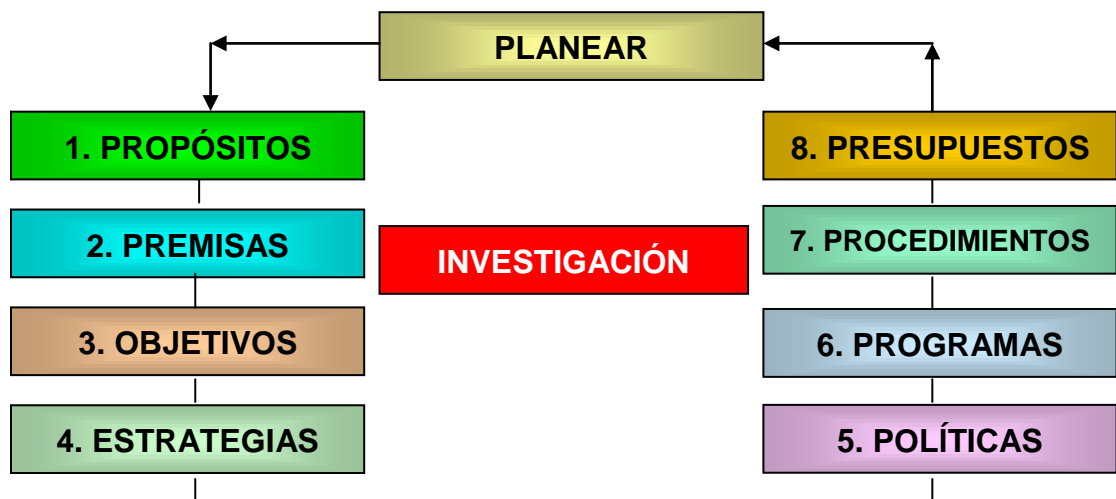 PLANEAR
1. PROPÓSITOS
8. PRESUPUESTOS
2. PREMISAS
INVESTIGACIÓN
7. PROCEDIMIENTOS
3. OBJETIVOS
6. PROGRAMAS
4. ESTRATEGIAS
5. POLÍTICAS